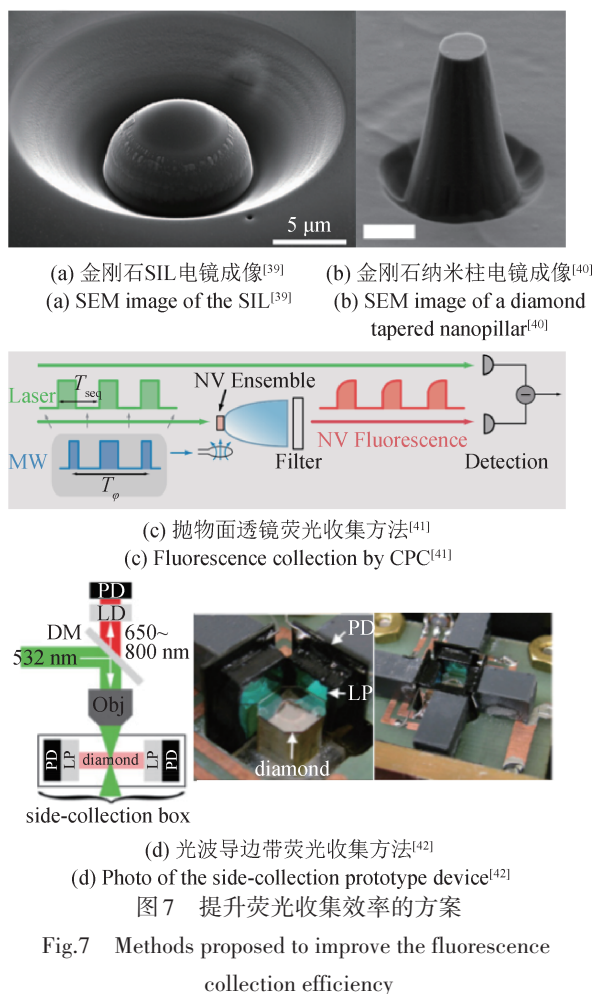 5 μm
(a) 金刚石SIL电镜成像[39]
(a) SEM image of the SIL[39]
(b) 金刚石纳米柱电镜成像[40]
(b) SEM image of a diamond
tapered nanopillar[40]
Laser
Tseq
NV Ensemble
MW
Tφ
Filter
NV Fluorescence
Detection
(c) 抛物面透镜荧光收集方法[41]
(c) Fluorescence collection by CPC[41]
PD
LD
DM
650~
800 nm
532 nm
Obj
PD
LP
diamond
LP
PD
side-collection box
PD
LP
diamond
(d) 光波导边带荧光收集方法[42]
(d) Photo of the side-collection prototype device[42]
图7 提升荧光收集效率的方案
Fig.7 Methods proposed to improve the fluorescence
collection efficiency